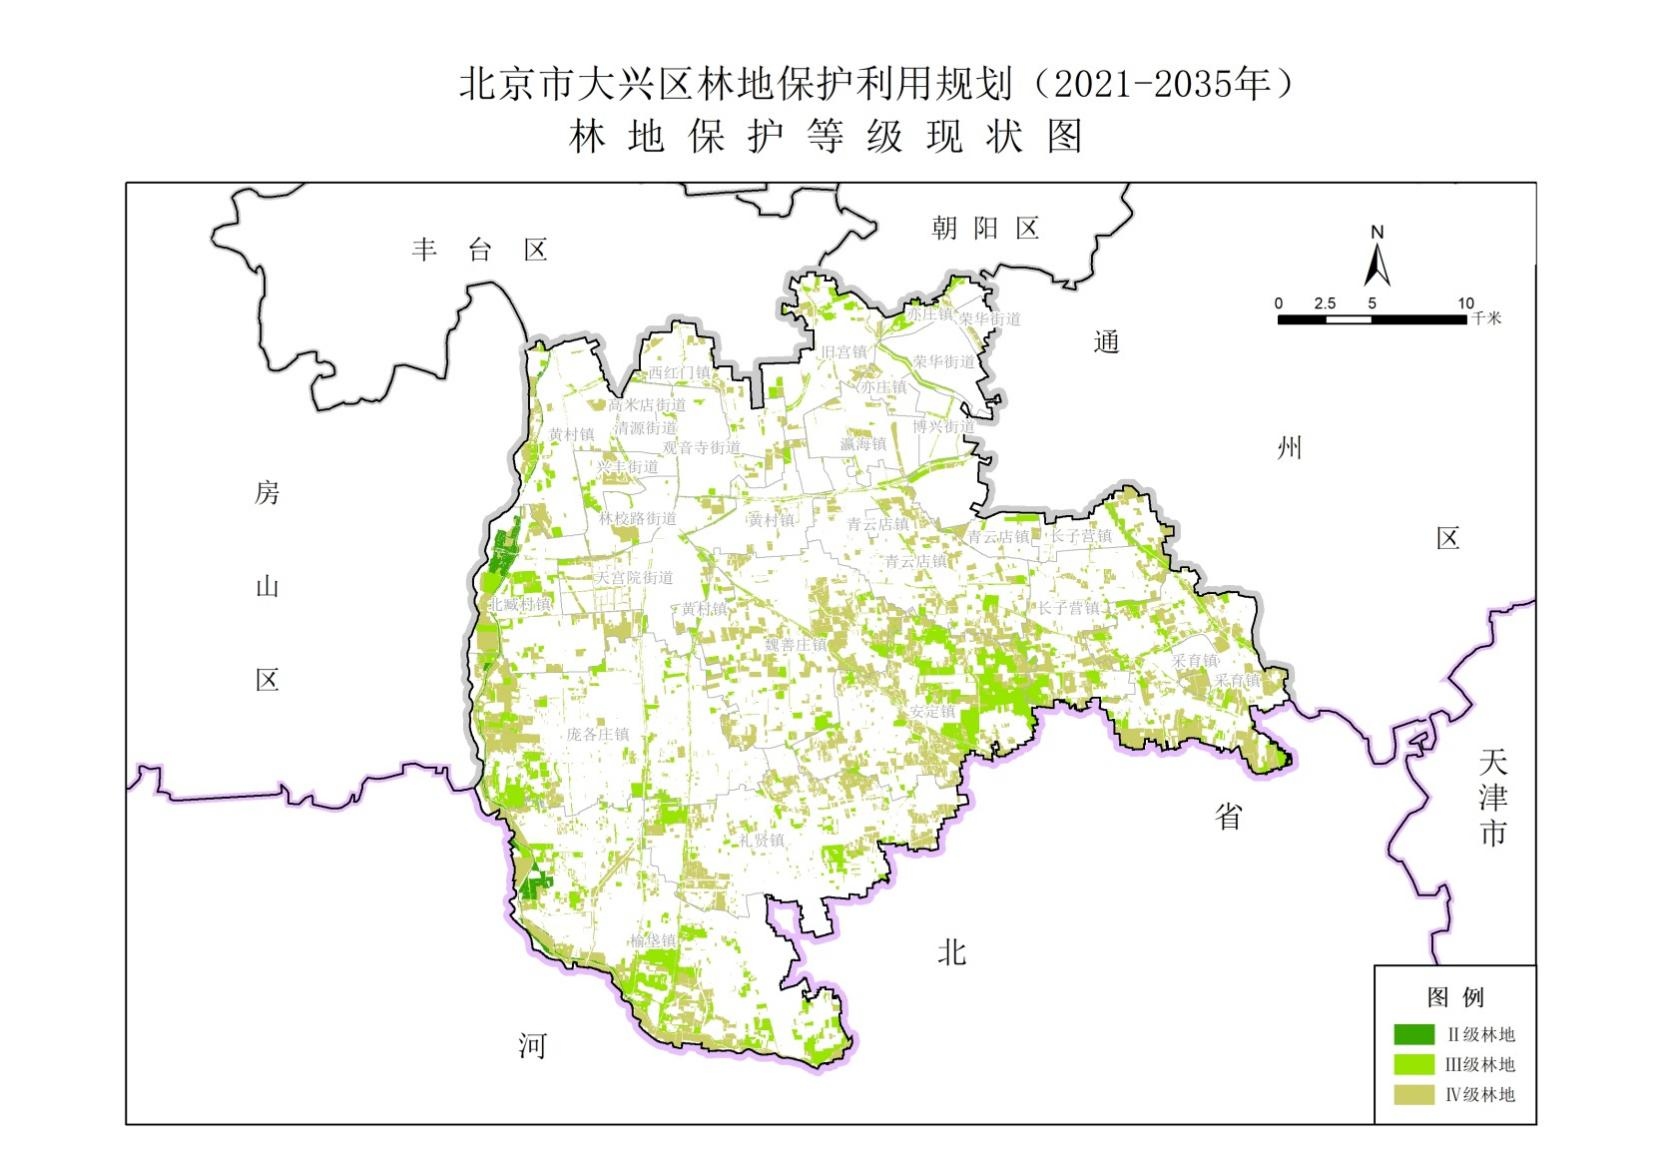 北京市大兴区林地保护利用规划（2021-2035年）
林地保护等级现状图
丰台区
朝阳区
N
0 2.5 5 10
千米
通
州
区
房
山
区
亦庄镇
荣华街道
旧宫镇
荣华街道
西红门镇
亦庄镇
高米店街道
清源街道
博兴街道
黄村镇
观音寺街道
瀛海镇
兴丰街道
林校路街道
黄村镇
青云店镇
青云店镇
长子营镇
青云店镇
天宫院街道
北臧村镇
黄村镇
长子营镇
魏善庄镇
采育镇
采育镇
安定镇
庞各庄镇
礼贤镇
榆垡镇
天
津
市
省
北
河
图例
Ⅱ级林地
Ⅲ级林地
Ⅳ级林地